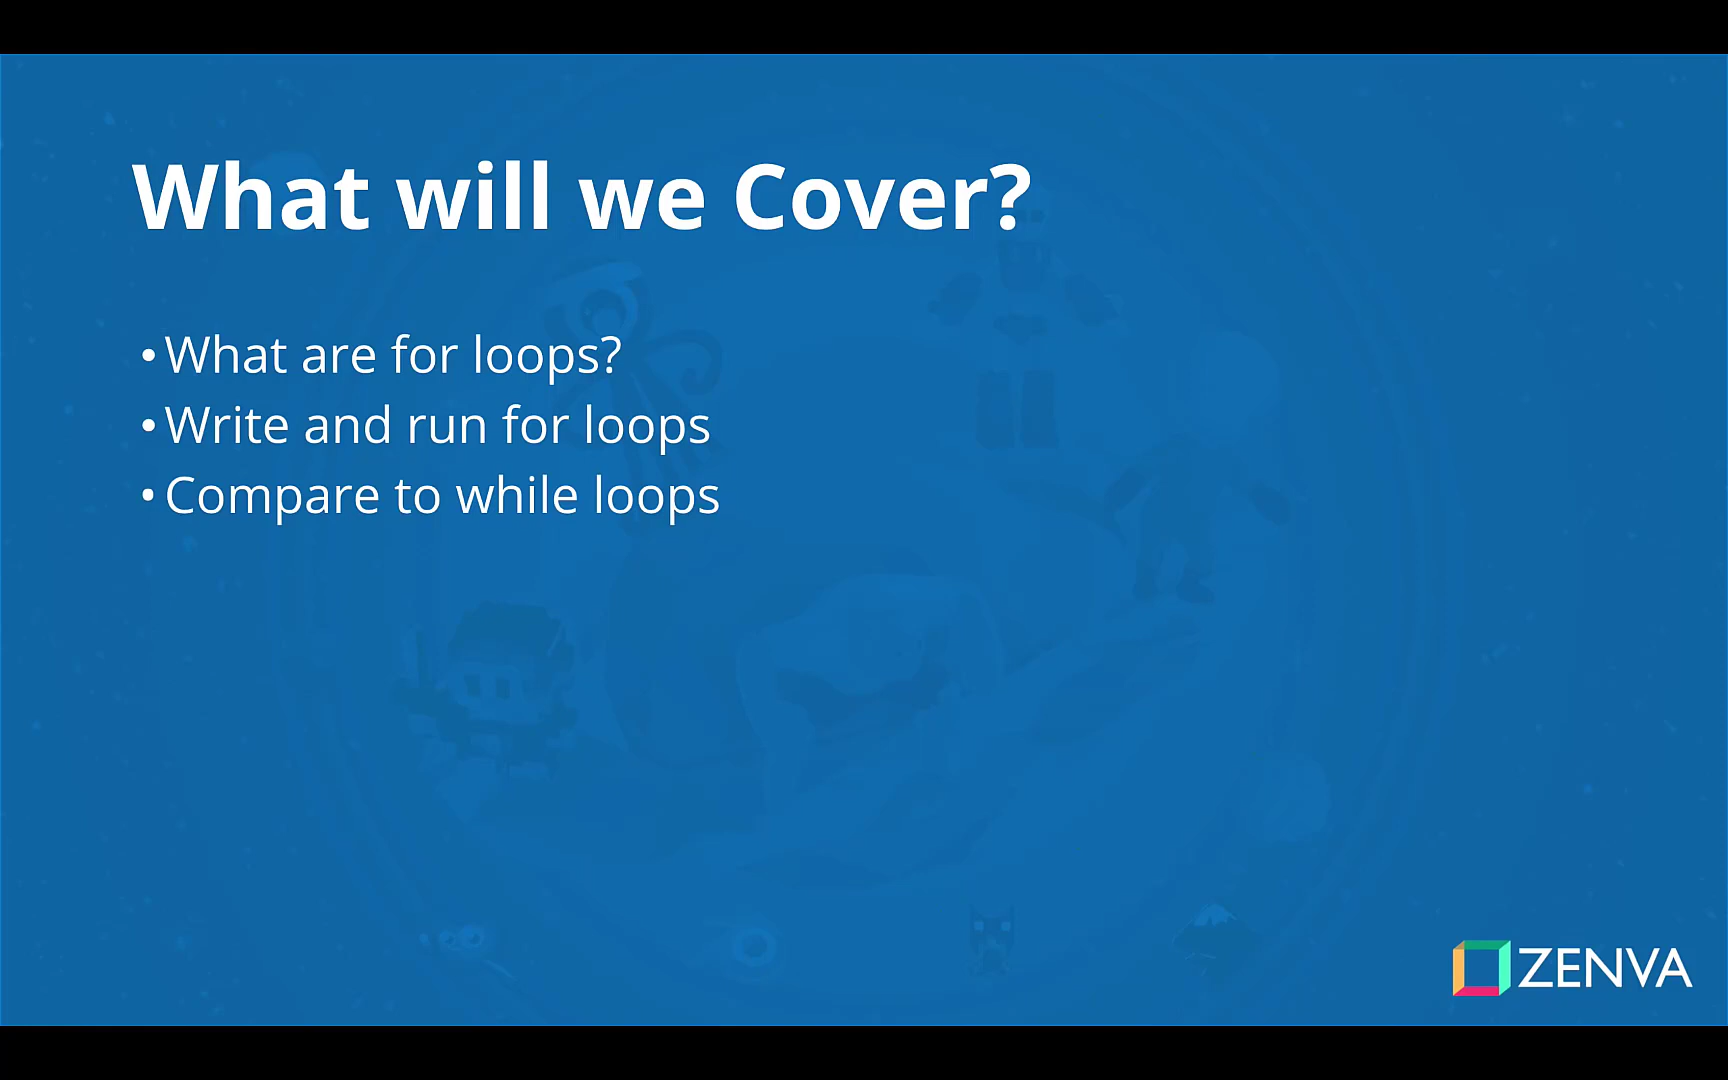 What will we Cover?
• What are for loops?
• Write and run for loops
• Compare to while loops
ZENVA